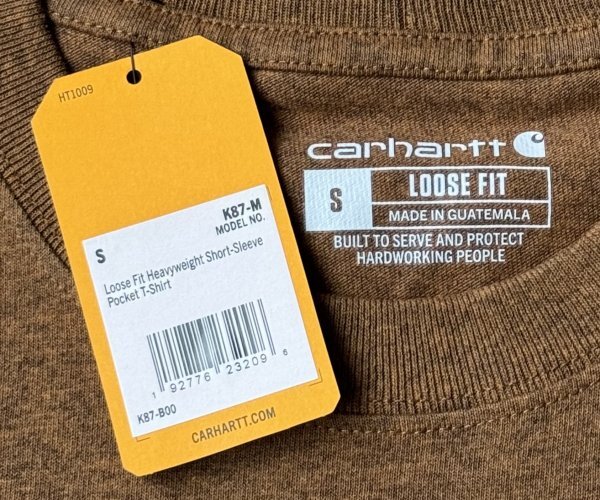 HT1009
K87-M
MODEL NO.
S
Loose Fit Heavyweight Short-Sleeve
Pocket T-Shirt
1 92776 23209 6
K87-B00
CARHARTT.COM
carhartt
S
LOOSE FIT
MADE IN GUATEMALA
BUILT TO SERVE AND PROTECT
HARDWORKING PEOPLE